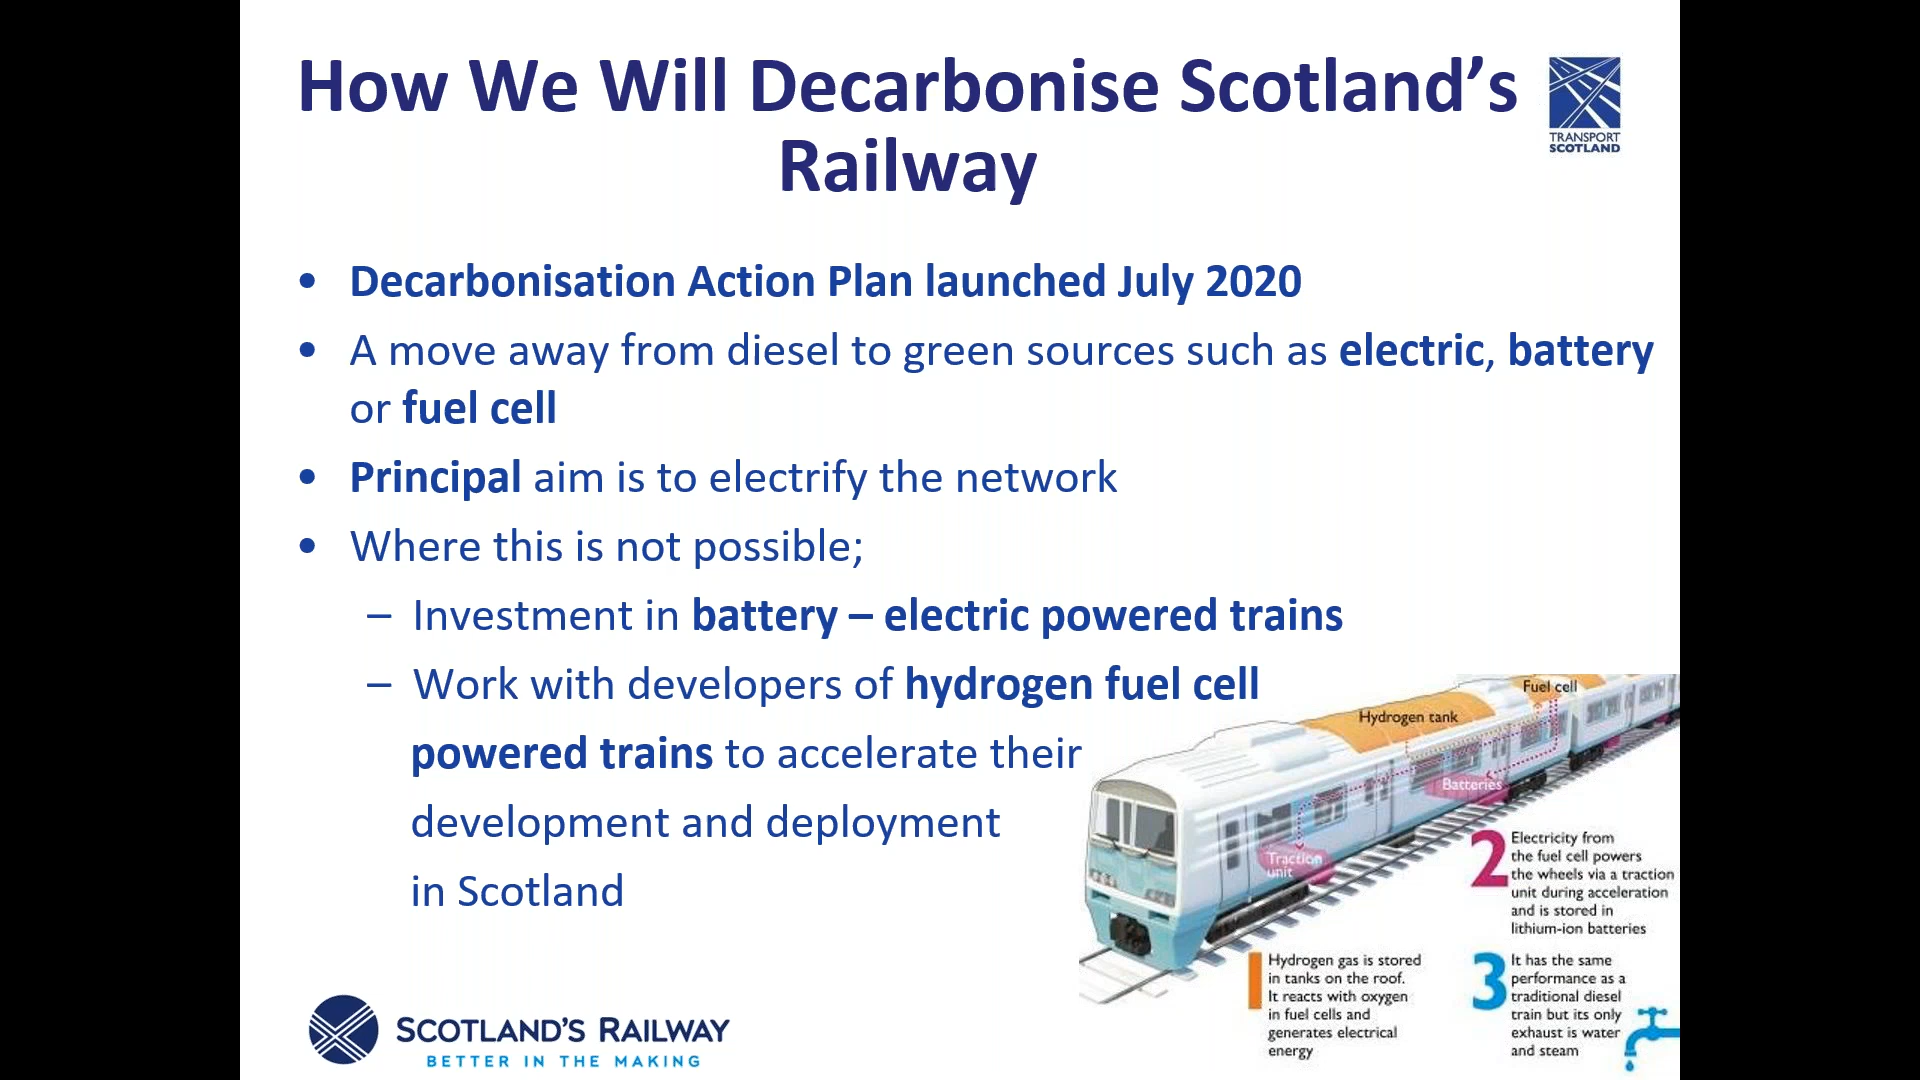 How We Will Decarbonise Scotland’s
Railway
TRANSPORT
SCOTLAND
• Decarbonisation Action Plan launched July 2020
• A move away from diesel to green sources such as electric, battery
or fuel cell
• Principal aim is to electrify the network
• Where this is not possible;
– Investment in battery – electric powered trains
– Work with developers of hydrogen fuel cell
powered trains to accelerate their
development and deployment
in Scotland
Fuel cell
Hydrogen tank
Batteries
Traction
unit
1
Hydrogen gas is stored
in tanks on the roof.
It reacts with oxygen
in fuel cells and
generates electrical
energy
2
Electricity from
the fuel cell powers
the wheels via a traction
unit during acceleration
and is stored in
lithium-ion batteries
3
It has the same
performance as a
traditional diesel
train but its only
exhaust is water
and steam
SCOTLAND’S RAILWAY
BETTER IN THE MAKING